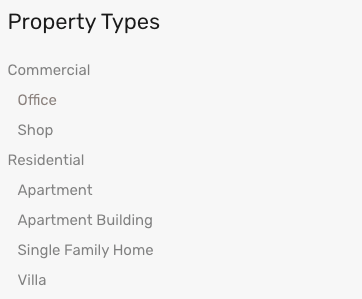 Property Types
Commercial
Office
Shop
Residential
Apartment
Apartment Building
Single Family Home
Villa